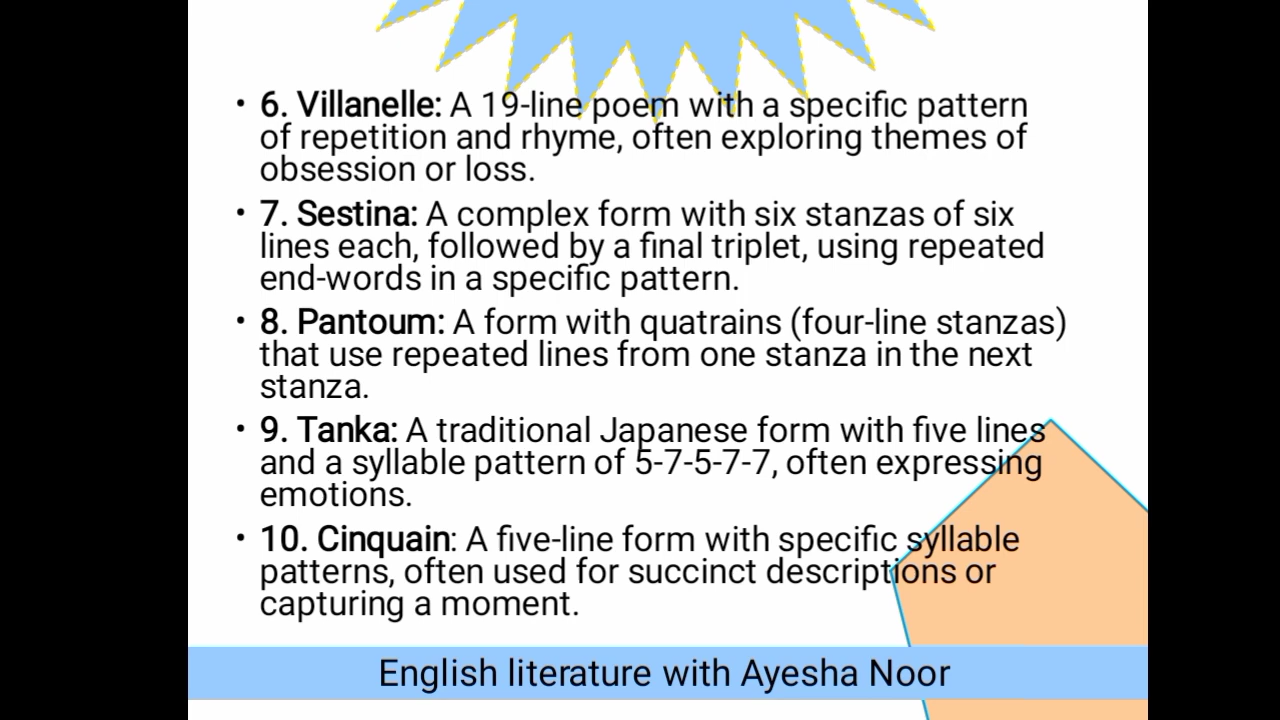 • 6. Villanelle: A 19-line poem with a specific pattern
of repetition and rhyme, often exploring themes of
obsession or loss.
• 7. Sestina: A complex form with six stanzas of six
lines each, followed by a final triplet, using repeated
end-words in a specific pattern.
• 8. Pantoum: A form with quatrains (four-line stanzas)
that use repeated lines from one stanza in the next
stanza.
• 9. Tanka: A traditional Japanese form with five lines
and a syllable pattern of 5-7-5-7-7, often expressing
emotions.
• 10. Cinquain: A five-line form with specific syllable
patterns, often used for succinct descriptions or
capturing a moment.
English literature with Ayesha Noor